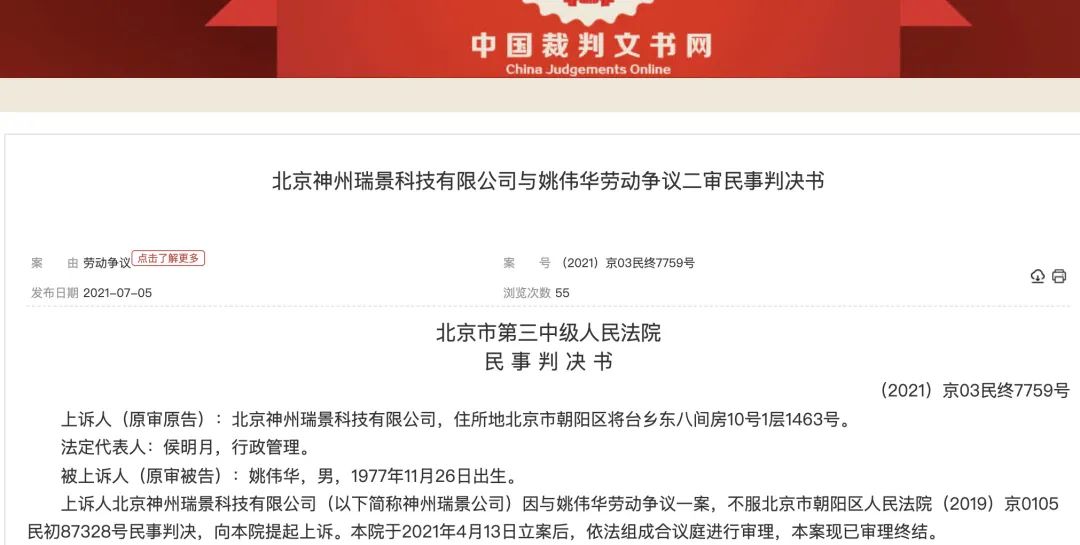 中国裁判文书网
China Judgements Online
北京神州瑞景科技有限公司与姚伟华劳动争议二审民事判决书
案 由 劳动争议 点击了解更多 案 号 （2021）京03民终7759号
发布日期 2021-07-05 浏览次数 55
北京市第三中级人民法院
民 事 判 决 书
（2021）京03民终7759号
上诉人（原审原告）：北京神州瑞景科技有限公司，住所地北京市朝阳区将台乡东八间房10号1层1463号。
法定代表人：侯明月，行政管理。
被上诉人（原审被告）：姚伟华，男，1977年11月26日出生。
上诉人北京神州瑞景科技有限公司（以下简称神州瑞景公司）因与姚伟华劳动争议一案，不服北京市朝阳区人民法院（2019）京0105
民初87328号民事判决，向本院提起上诉。本院于2021年4月13日立案后，依法组成合议庭进行审理，本案现已审理终结。